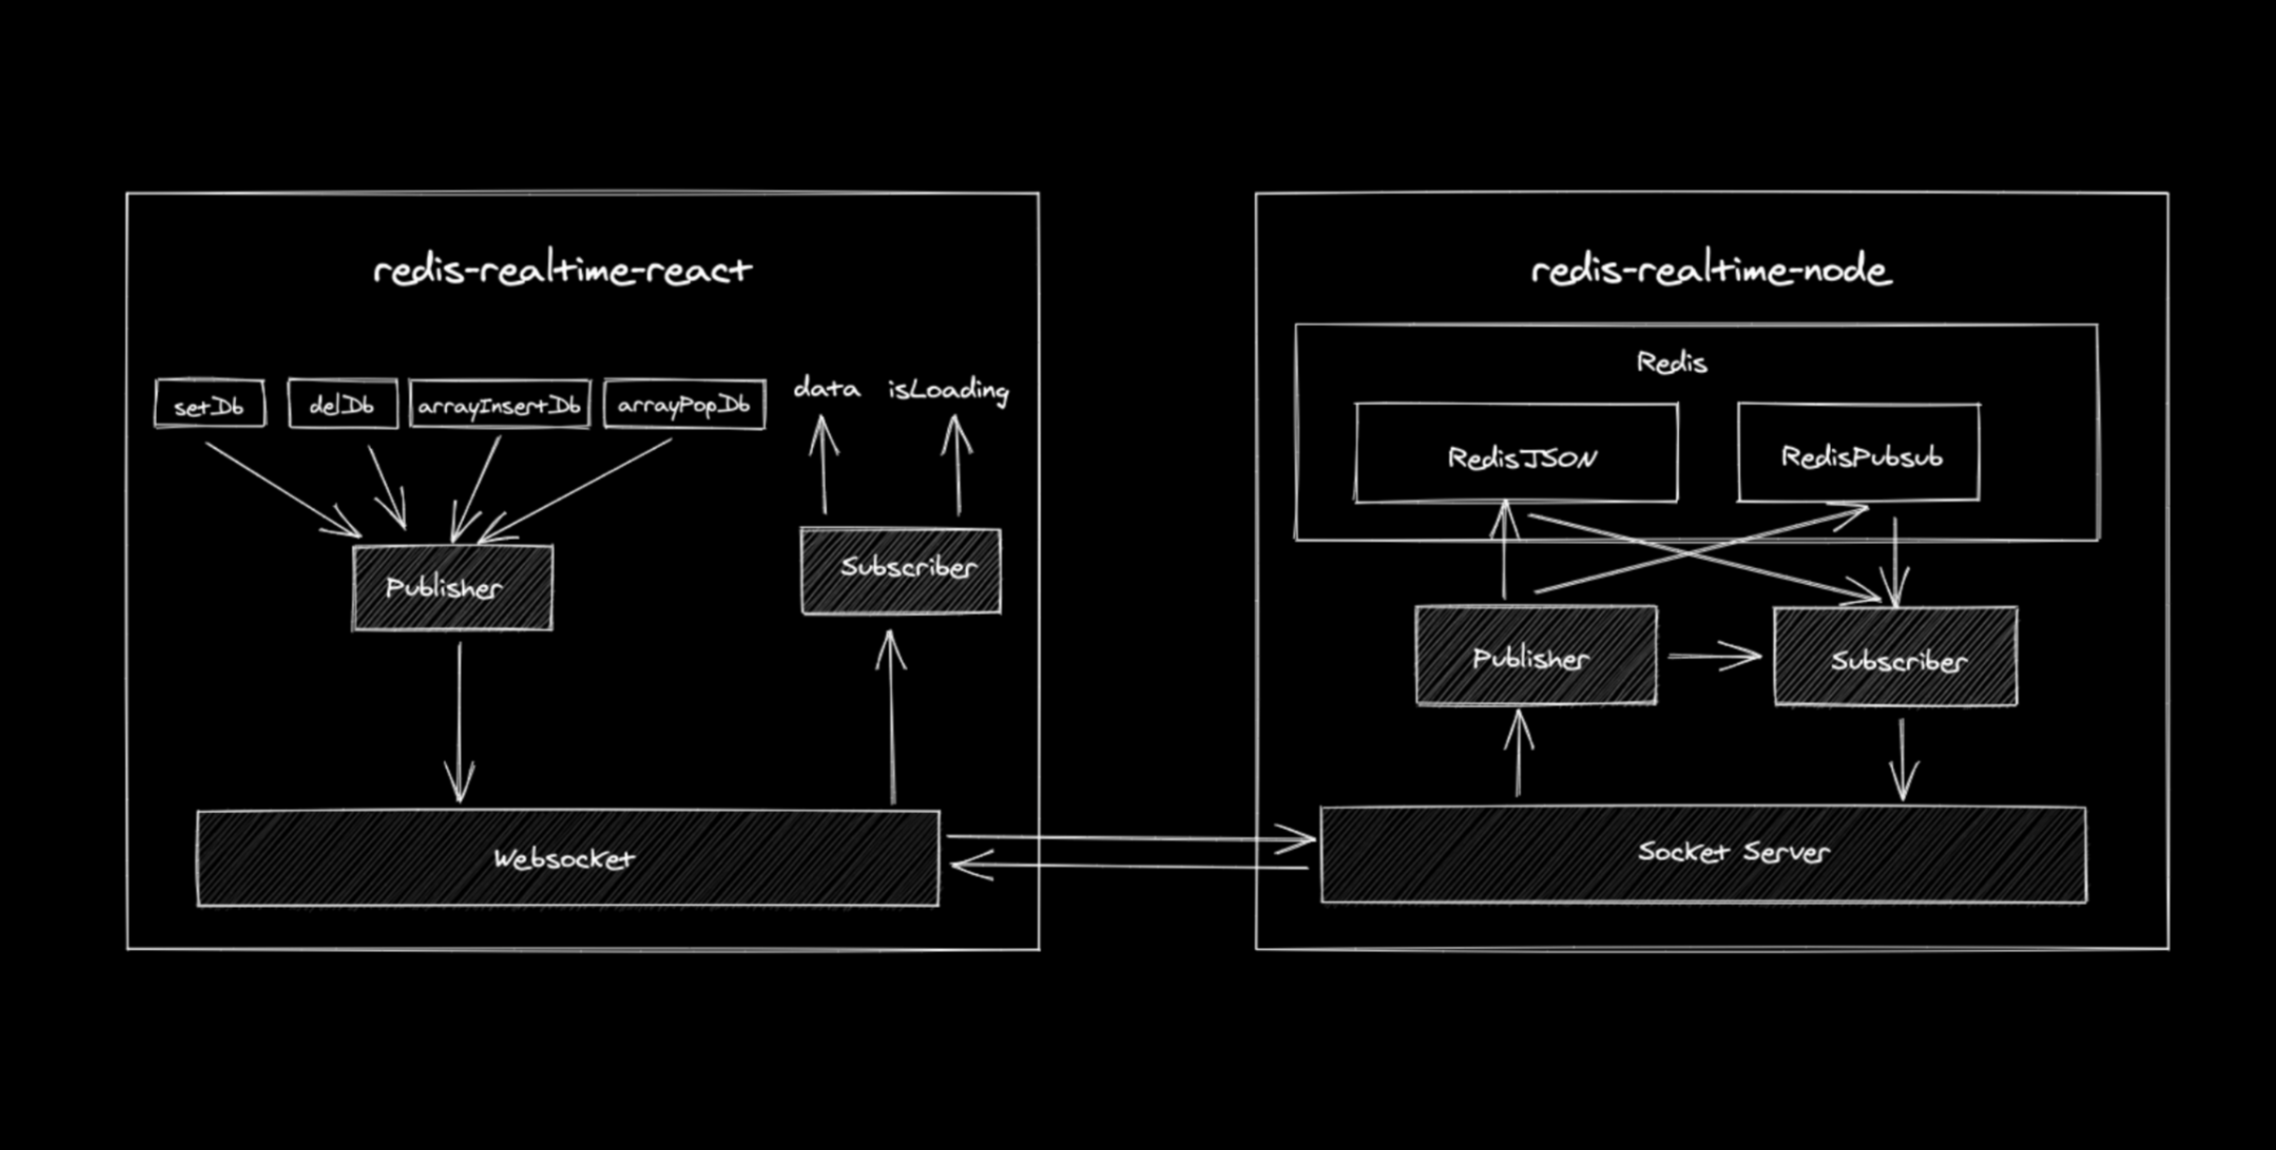 redis-realtime-react
setDb
delDb
arrayInsertDb
arrayPopDb
data
isLoading
Publisher
Subscriber
Websocket
redis-realtime-node
Redis
RedisJSON
RedisPubsub
Publisher
Subscriber
Socket Server